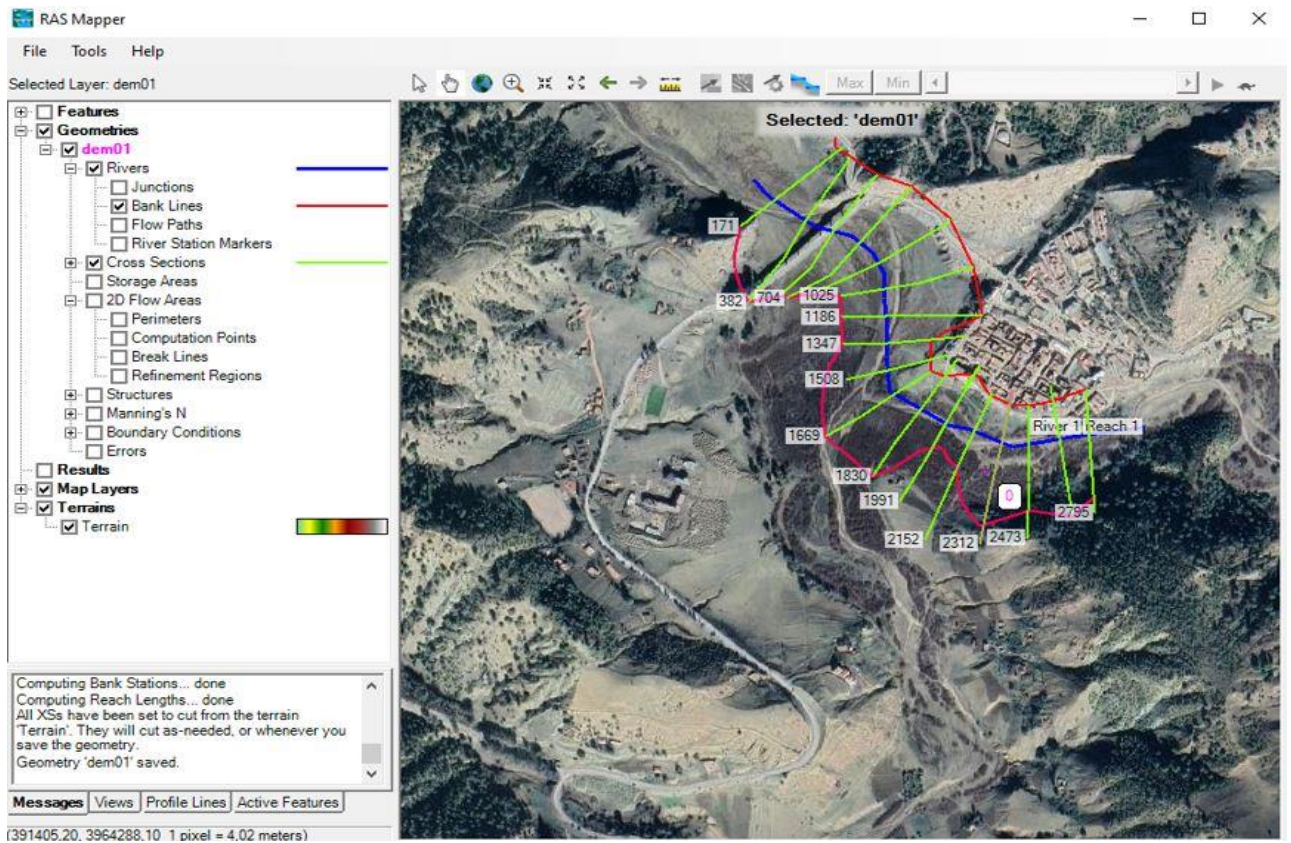 RAS Mapper
File Tools Help
Selected Layer: dem01
Max Min
Features
Geometries
dem01
Rivers
Junctions
Bank Lines
Flow Paths
River Station Markers
Cross Sections
Storage Areas
2D Flow Areas
Perimeters
Computation Points
Break Lines
Refinement Regions
Structures
Manning's N
Boundary Conditions
Errors
Results
Map Layers
Terrains
Terrain
Computing Bank Stations... done
Computing Reach Lengths... done
All XSs have been set to cut from the terrain
'Terrain'. They will cut as-needed, or whenever you
save the geometry.
Geometry 'dem01' saved.
Messages Views Profile Lines Active Features
(391405,20, 3964288,10 1 pixel = 4,02 meters)
Selected: 'dem01'
171
382 704 1025
1186
1347
1508
1669
River 1 Reach 1
1830
1991
0
2152 2312 2473 2795